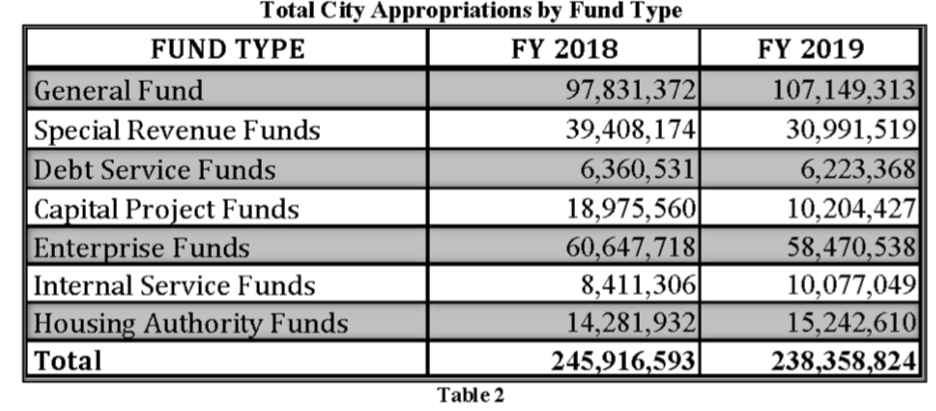 Total City Appropriations by Fund Type
FUND TYPE FY 2018 FY 2019
General Fund 97,831,372 107,149,313
Special Revenue Funds 39,408,174 30,991,519
Debt Service Funds 6,360,531 6,223,368
Capital Project Funds 18,975,560 10,204,427
Enterprise Funds 60,647,718 58,470,538
Internal Service Funds 8,411,306 10,077,049
Housing Authority Funds 14,281,932 15,242,610
Total 245,916,593 238,358,824
Table 2